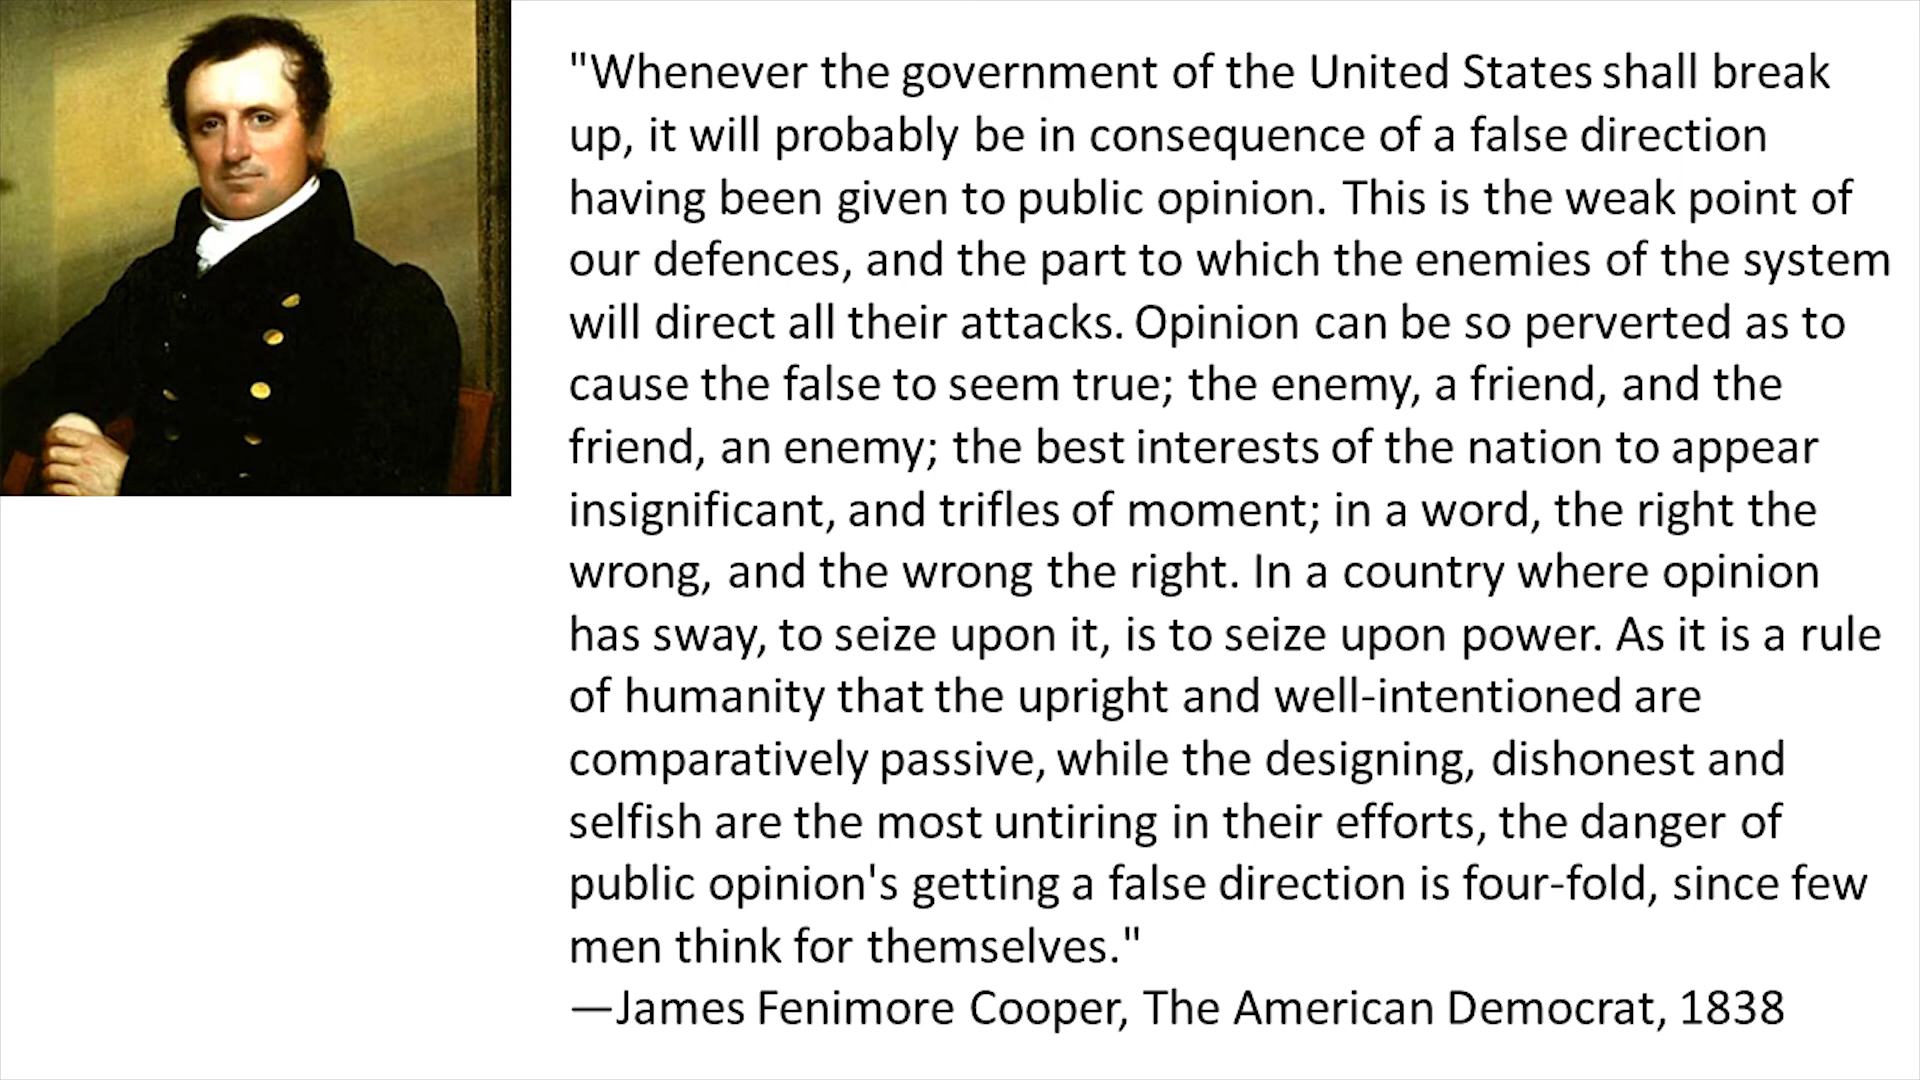 "Whenever the government of the United States shall break
up, it will probably be in consequence of a false direction
having been given to public opinion. This is the weak point of
our defences, and the part to which the enemies of the system
will direct all their attacks. Opinion can be so perverted as to
cause the false to seem true; the enemy, a friend, and the
friend, an enemy; the best interests of the nation to appear
insignificant, and trifles of moment; in a word, the right the
wrong, and the wrong the right. In a country where opinion
has sway, to seize upon it, is to seize upon power. As it is a rule
of humanity that the upright and well-intentioned are
comparatively passive, while the designing, dishonest and
selfish are the most untiring in their efforts, the danger of
public opinion's getting a false direction is four-fold, since few
men think for themselves."
—James Fenimore Cooper, The American Democrat, 1838